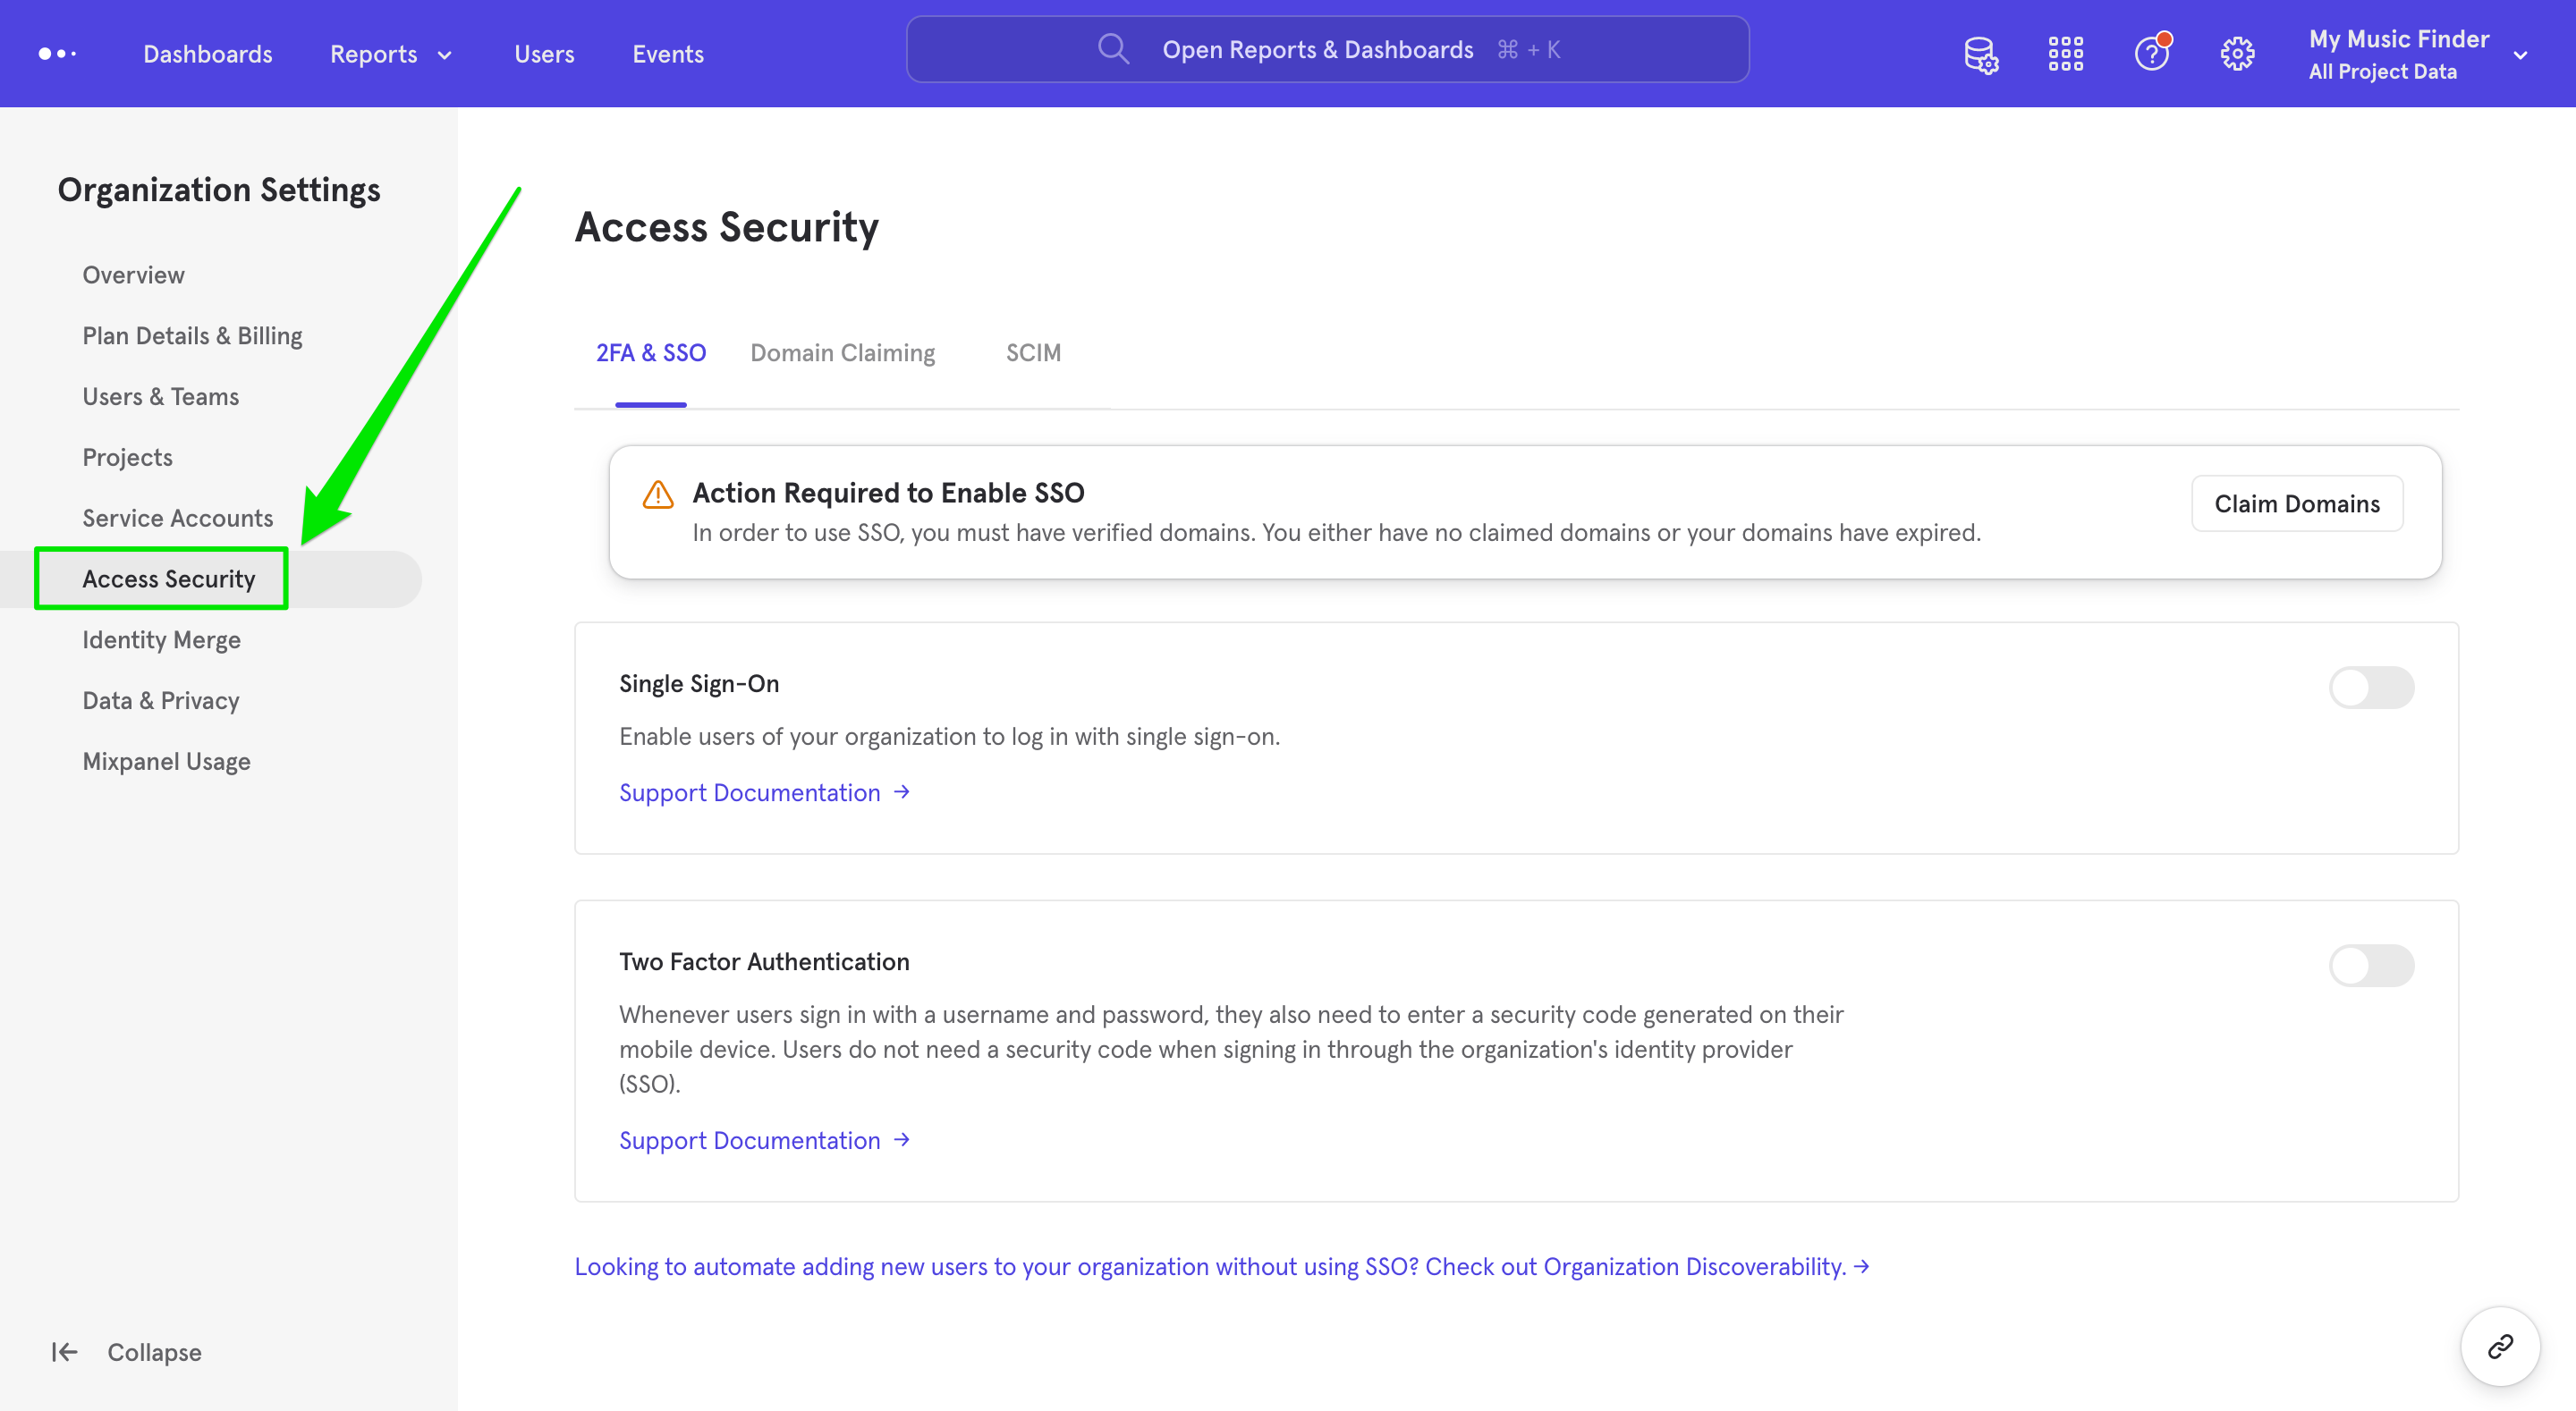 Dashboards
Reports
Users
Events
Open Reports & Dashboards ⌘ + K
My Music Finder
All Project Data
Organization Settings
Overview
Plan Details & Billing
Users & Teams
Projects
Service Accounts
Access Security
Identity Merge
Data & Privacy
Mixpanel Usage
Collapse
Access Security
2FA & SSO
Domain Claiming
SCIM
Action Required to Enable SSO
In order to use SSO, you must have verified domains. You either have no claimed domains or your domains have expired.
Claim Domains
Single Sign-On
Enable users of your organization to log in with single sign-on.
Support Documentation →
Two Factor Authentication
Whenever users sign in with a username and password, they also need to enter a security code generated on their
mobile device. Users do not need a security code when signing in through the organization's identity provider
(SSO).
Support Documentation →
Looking to automate adding new users to your organization without using SSO? Check out Organization Discoverability. →